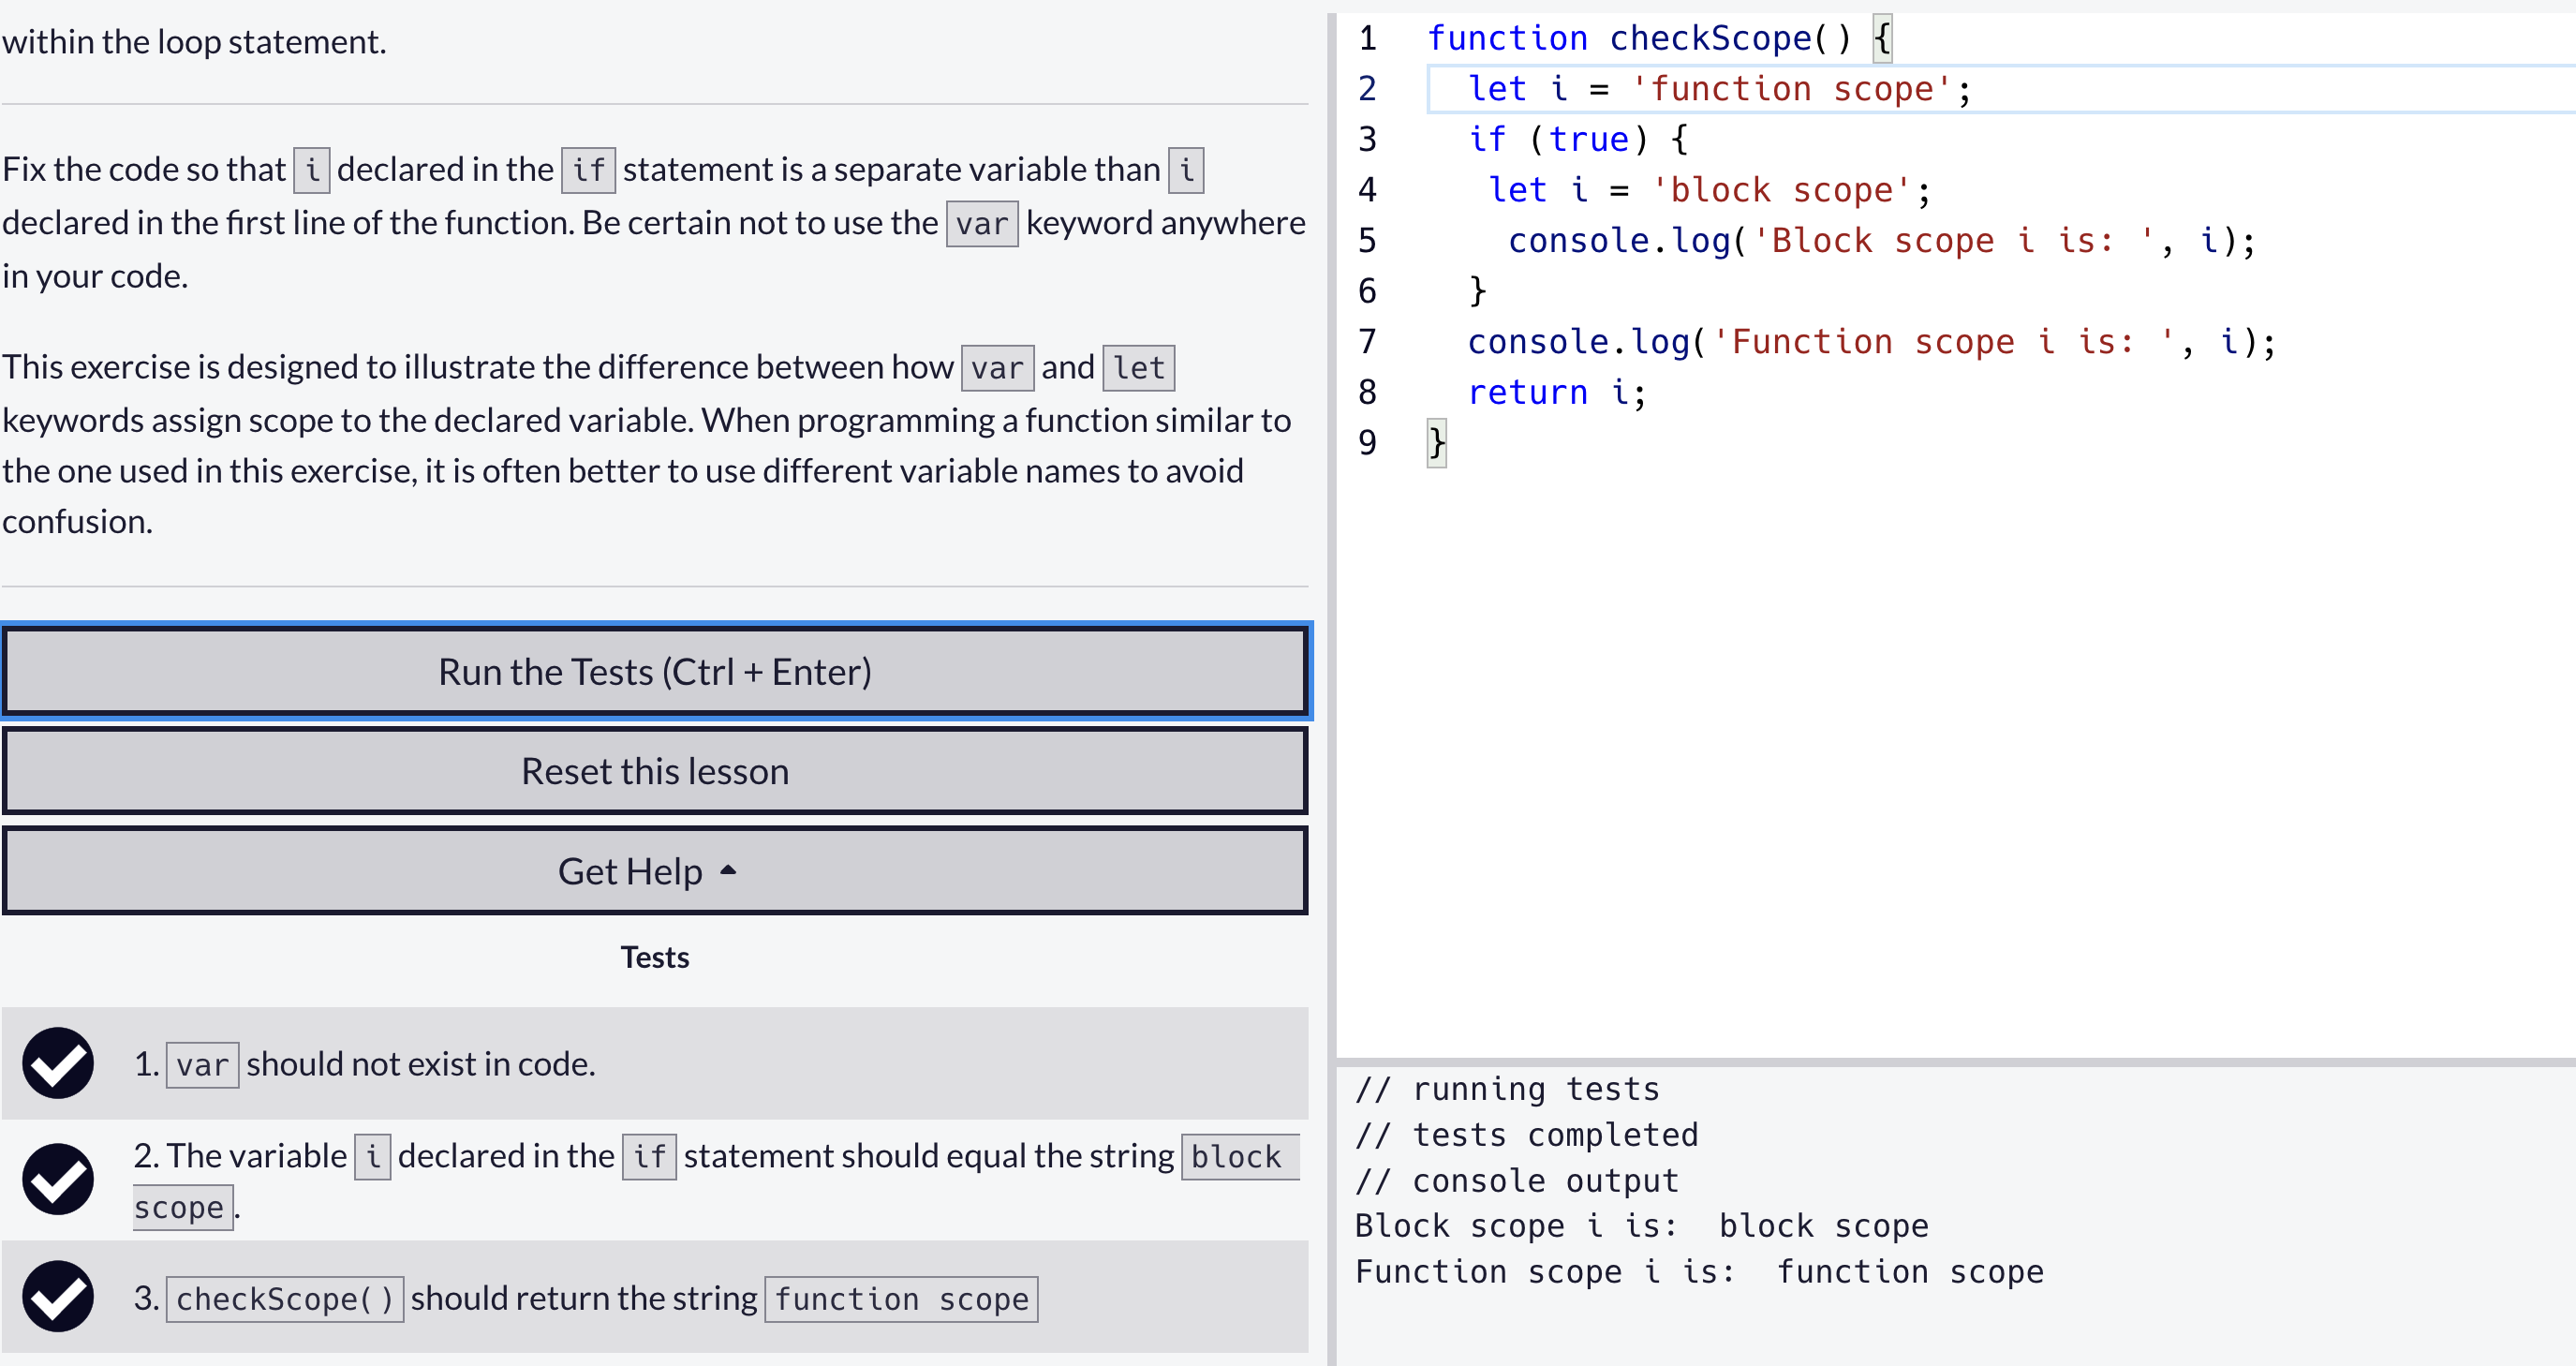 within the loop statement.
Fix the code so that i declared in the if statement is a separate variable than i
declared in the first line of the function. Be certain not to use the var keyword anywhere
in your code.
This exercise is designed to illustrate the difference between how var and let
keywords assign scope to the declared variable. When programming a function similar to
the one used in this exercise, it is often better to use different variable names to avoid
confusion.
Run the Tests (Ctrl + Enter)
Reset this lesson
Get Help
Tests
1. var should not exist in code.
2. The variable i declared in the if statement should equal the string block
scope.
3. checkScope() should return the string function scope
1 function checkScope() {
2   let i = 'function scope';
3   if (true) {
4    let i = 'block scope';
5     console.log('Block scope i is: ', i);
6   }
7   console.log('Function scope i is: ', i);
8   return i;
9 }
// running tests
// tests completed
// console output
Block scope i is:  block scope
Function scope i is:  function scope